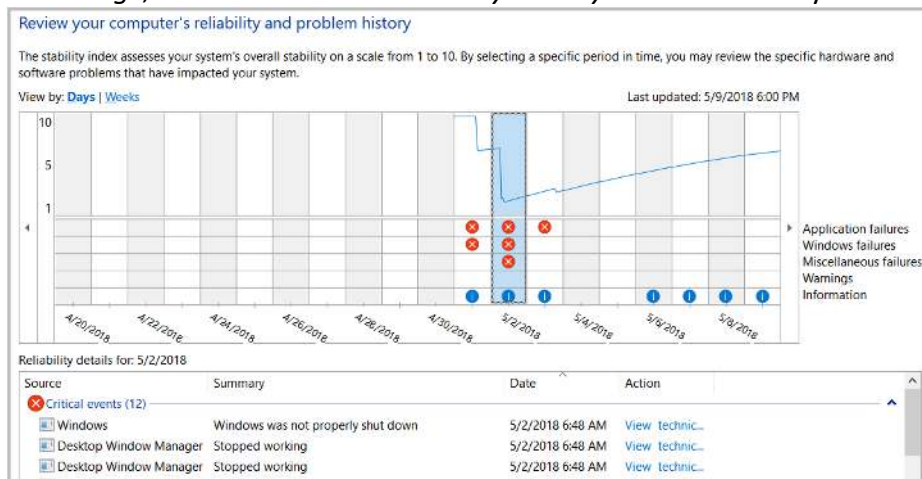 Review your computer's reliability and problem history
The stability index assesses your system's overall stability on a scale from 1 to 10. By selecting a specific period in time, you may review the specific hardware and
software problems that have impacted your system.
View by: Days | Weeks
Last updated: 5/9/2018 6:00 PM
10
5
1
Application failures
Windows failures
Miscellaneous failures
Warnings
Information
4/20/2018 4/22/2018 4/24/2018 4/26/2018 4/28/2018 4/30/2018 5/2/2018 5/4/2018 5/6/2018 5/8/2018
Reliability details for: 5/2/2018
Source Summary Date Action
Critical events (12)
Windows Windows was not properly shut down 5/2/2018 6:48 AM View technic...
Desktop Window Manager Stopped working 5/2/2018 6:48 AM View technic...
Desktop Window Manager Stopped working 5/2/2018 6:48 AM View technic...